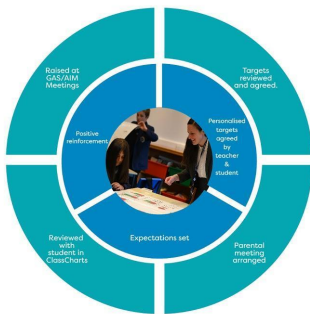 Raised at
GAS/AIM
Meetings
Targets
reviewed
and agreed.
Positive
reinforcement
Personalised
targets
agreed
by
teacher
&
student
Expectations set
Reviewed
with
student in
ClassCharts
Parental
meeting
arranged